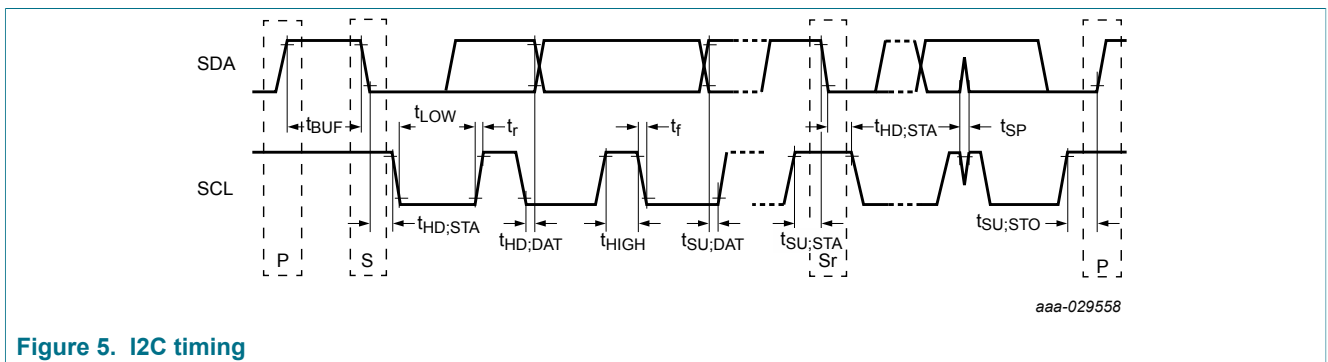 SDA
tBUF
tLOW
tr
tf
tHD;STA
tSP
SCL
tHD;STA
tHD;DAT
tHIGH
tSU;DAT
tSU;STA
tSU;STO
P
S
Sr
P
aaa-029558
Figure 5. I2C timing